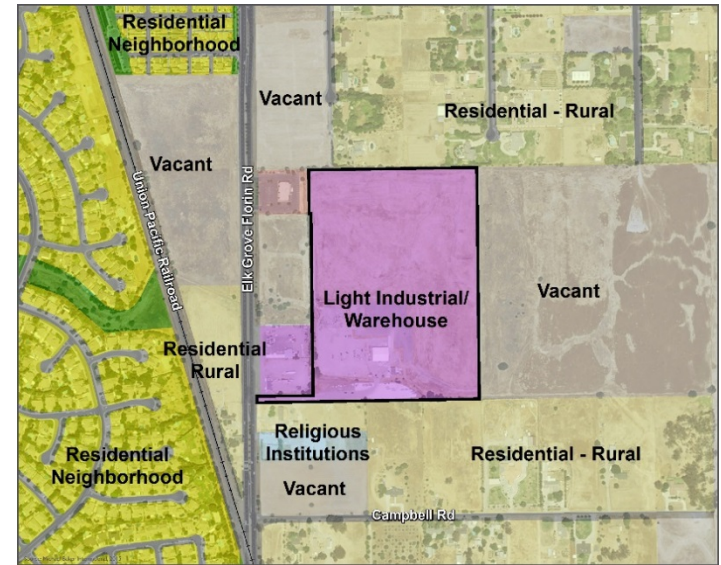 Residential
Neighborhood
Vacant
Residential - Rural
Vacant
Union Pacific Railroad
Elk Grove Florin Rd
Light Industrial/
Warehouse
Vacant
Residential
Rural
Religious
Institutions
Residential - Rural
Residential
Neighborhood
Vacant
Campbell Rd